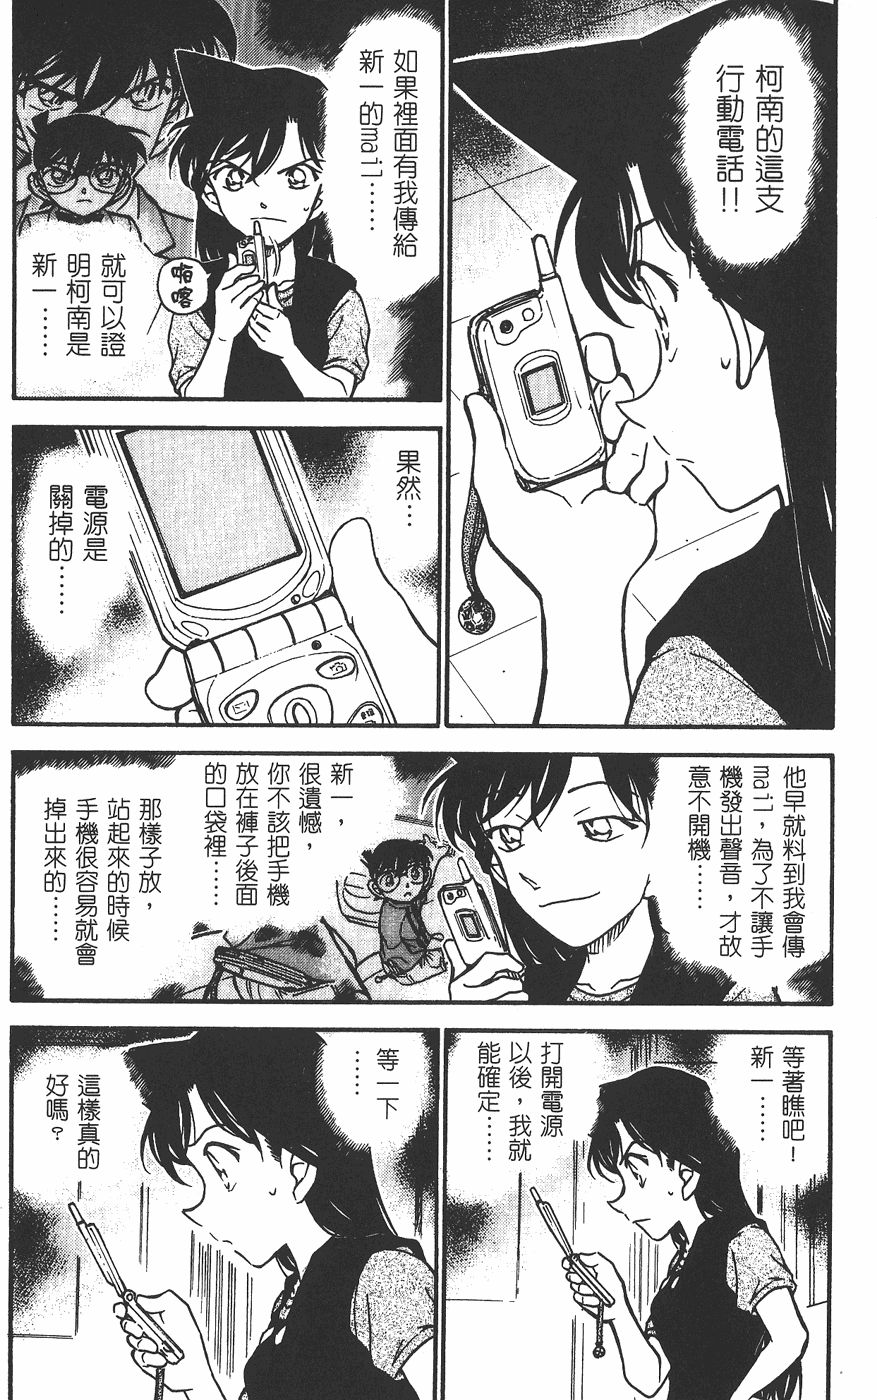 柯南的這支
行動電話!!
如果裡面有我傳給
新一的mail……
啪喀
就可以證
明柯南是
新一……
果然…
電源是
關掉的……
他早就料到我會傳
mail，為了不讓手
機發出聲音，才故
意不開機……
新一，
很遺憾，
你不該把手機
放在褲子後面
的口袋裡……
那樣子放，
站起來的時候
手機很容易就會
掉出來的……
等著瞧吧！
新一……
打開電源
以後，我就
能確定……
等一下
……
這樣真的
好嗎？